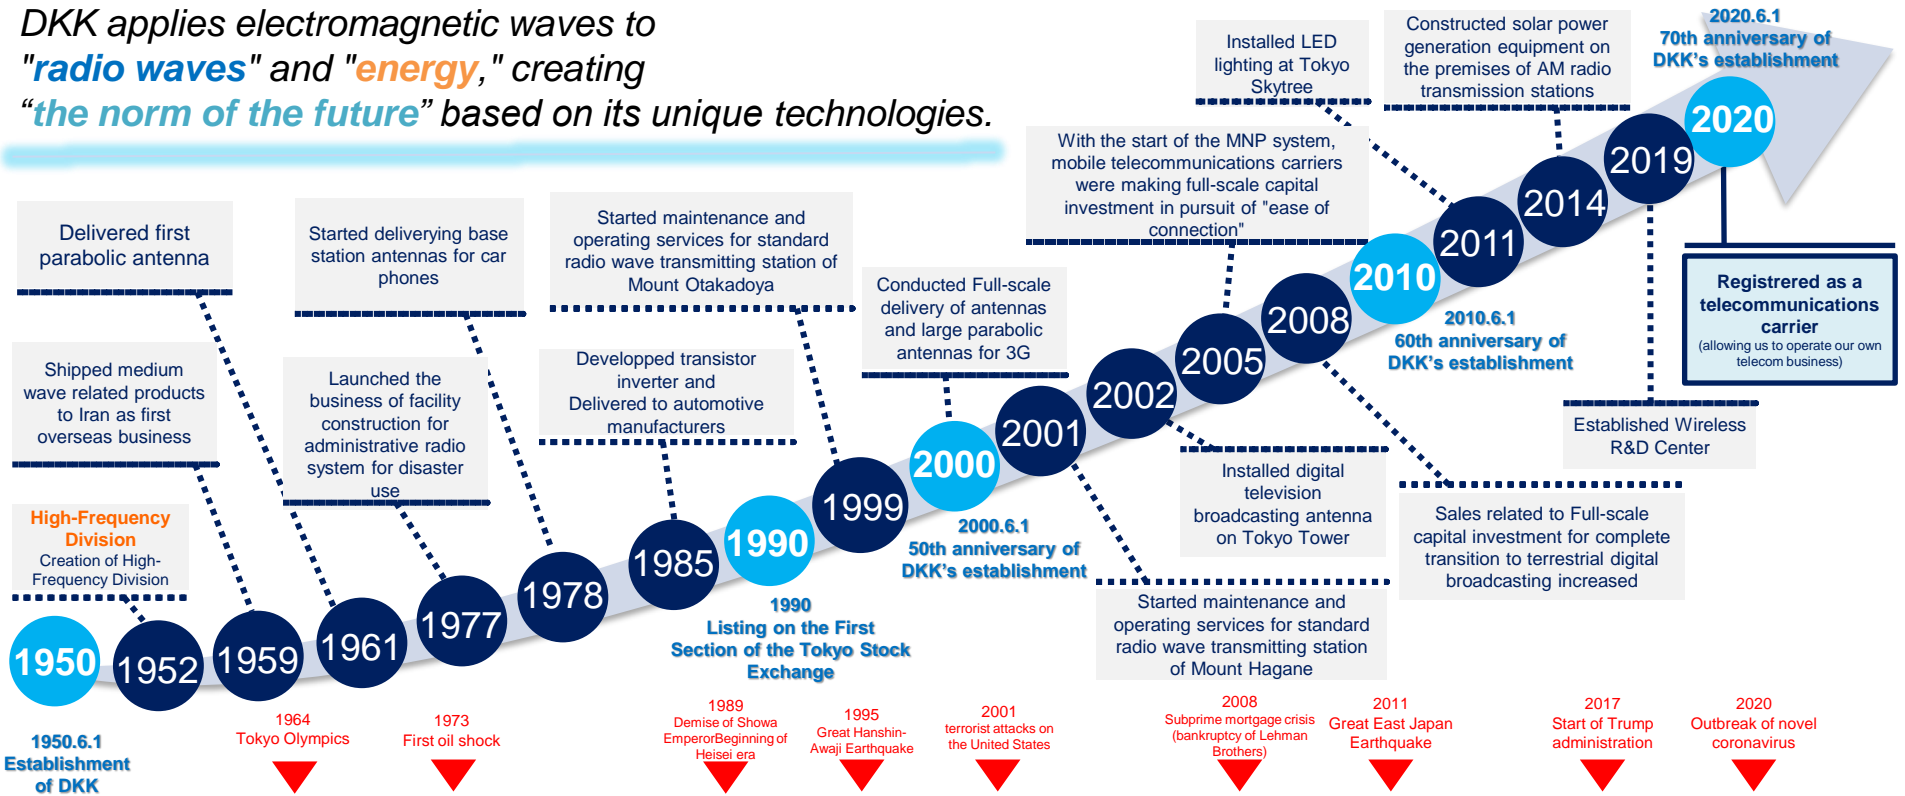 DKK applies electromagnetic waves to
"radio waves" and "energy," creating
“the norm of the future” based on its unique technologies.
Delivered first
parabolic antenna
Shipped medium
wave related products
to Iran as first
overseas business
High-Frequency
Division
Creation of High-
Frequency Division
Started deliverying base
station antennas for car
phones
Launched the
business of facility
construction for
administrative radio
system for disaster
use
Started maintenance and
operating services for standard
radio wave transmitting station of
Mount Otakadoya
Developped transistor
inverter and
Delivered to automotive
manufacturers
Conducted Full-scale
delivery of antennas
and large parabolic
antennas for 3G
With the start of the MNP system,
mobile telecommunications carriers
were making full-scale capital
investment in pursuit of "ease of
connection"
Installed LED
lighting at Tokyo
Skytree
Constructed solar power
generation equipment on
the premises of AM radio
transmission stations
2020.6.1
70th anniversary of
DKK's establishment
1950
1952
1959
1961
1977
1978
1985
1990
1999
2000
2001
2002
2005
2008
2010
2011
2014
2019
2020
1950.6.1
Establishment
of DKK
1990
Listing on the First
Section of the Tokyo Stock
Exchange
2000.6.1
50th anniversary of
DKK's establishment
2010.6.1
60th anniversary of
DKK's establishment
Registrered as a
telecommunications
carrier
(allowing us to operate our own
telecom business)
Established Wireless
R&D Center
Installed digital
television
broadcasting antenna
on Tokyo Tower
Sales related to Full-scale
capital investment for complete
transition to terrestrial digital
broadcasting increased
Started maintenance and
operating services for standard
radio wave transmitting station
of Mount Hagane
1964
Tokyo Olympics
1973
First oil shock
1989
Demise of Showa
EmperorBeginning of
Heisei era
1995
Great Hanshin-
Awaji Earthquake
2001
terrorist attacks on
the United States
2008
Subprime mortgage crisis
(bankruptcy of Lehman
Brothers)
2011
Great East Japan
Earthquake
2017
Start of Trump
administration
2020
Outbreak of novel
coronavirus